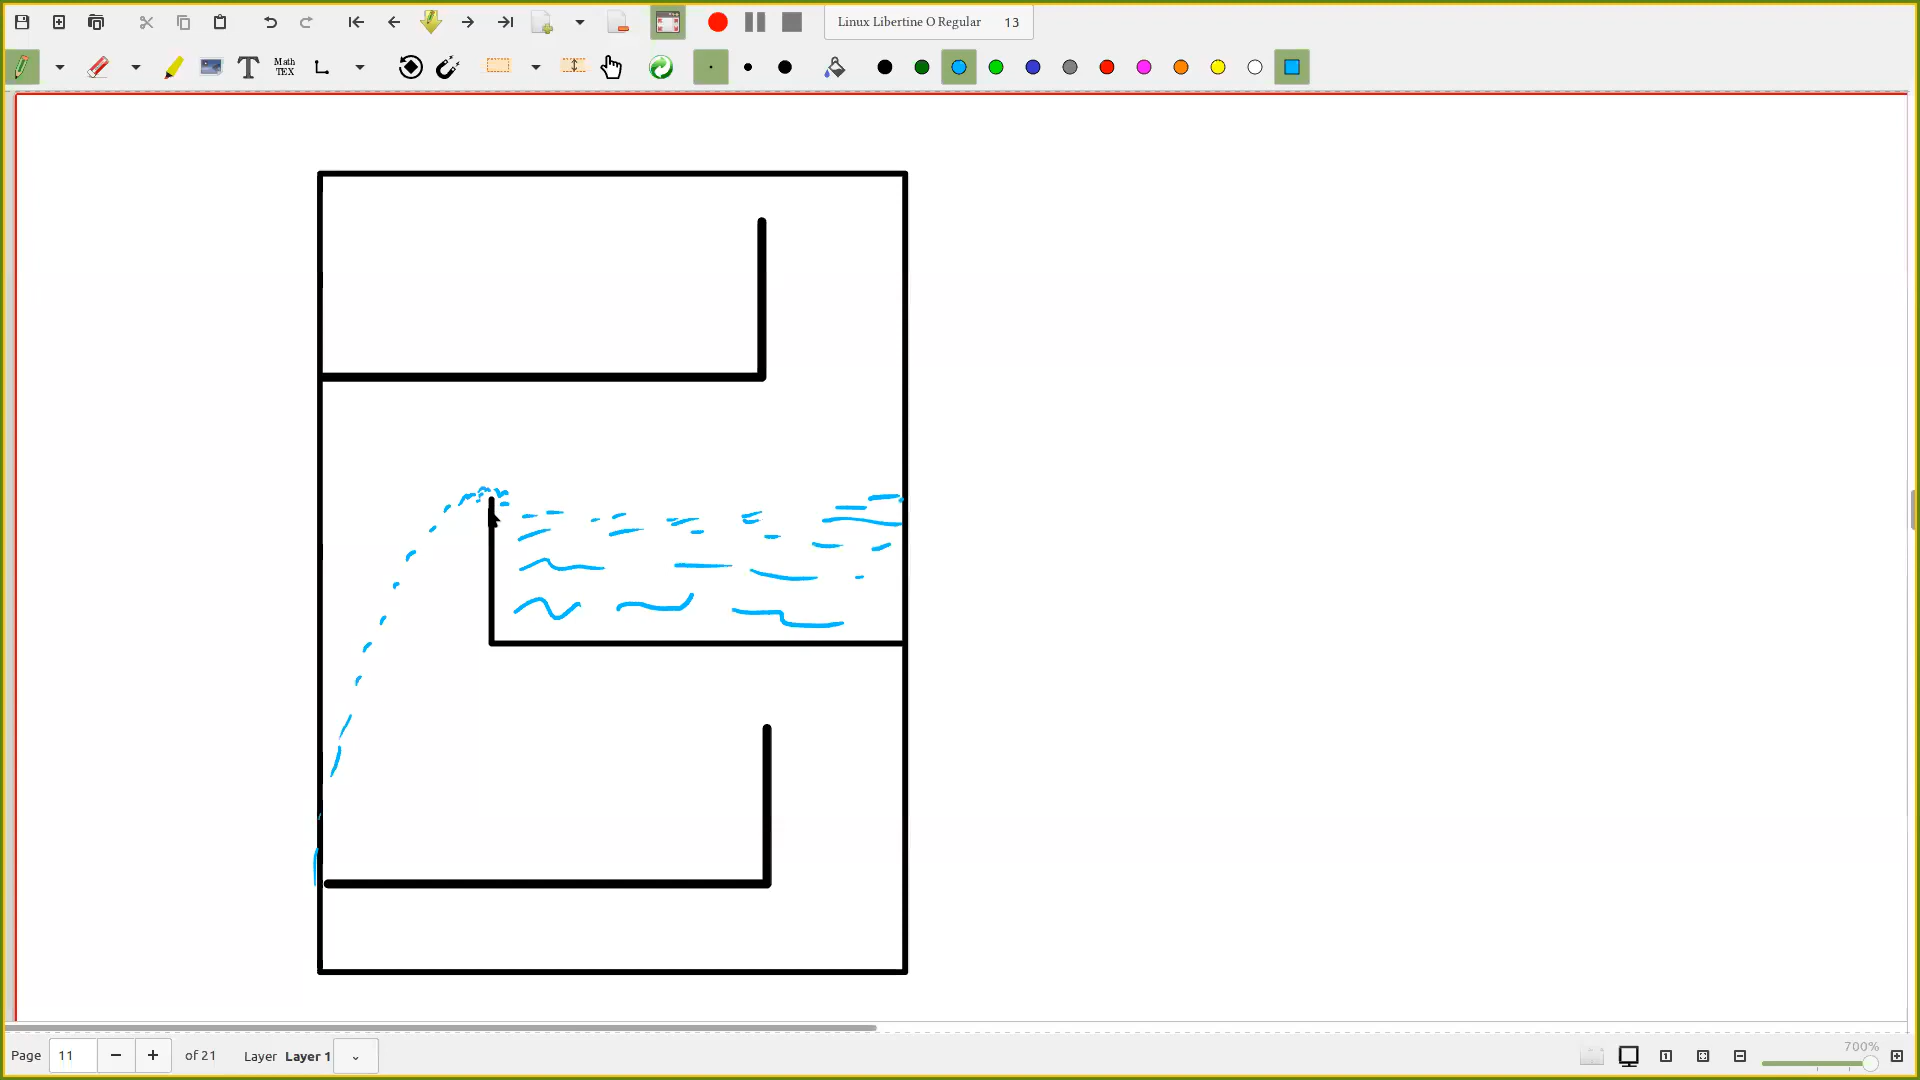 Linux Libertine O Regular 13
Math
TEX
Page 11 of 21 Layer Layer 1
700%